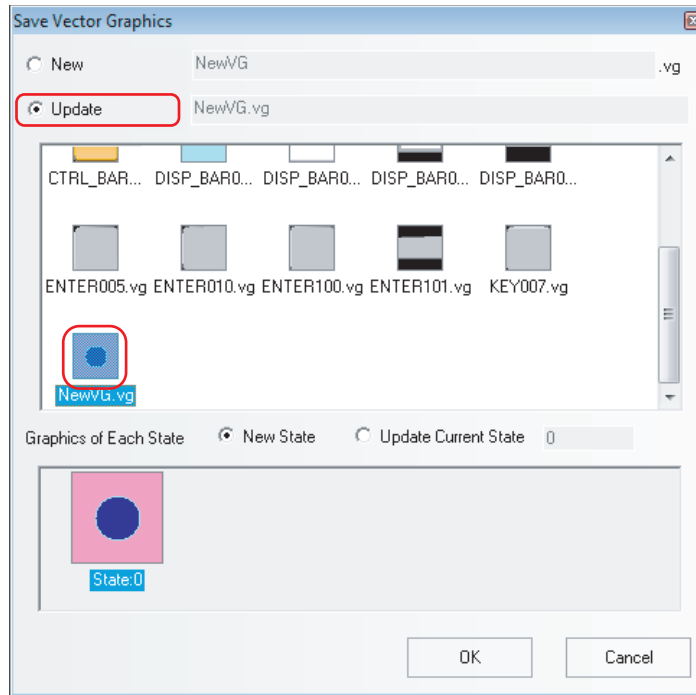 Save Vector Graphics
New NewVG .vg
Update NewVG.vg
CTRL_BAR... DISP_BAR0... DISP_BAR0... DISP_BAR0... DISP_BAR0...
ENTER005.vg ENTER010.vg ENTER100.vg ENTER101.vg KEY007.vg
NewVG.vg
Graphics of Each State New State Update Current State 0
State:0
OK Cancel